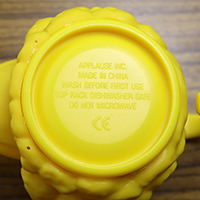 APPLAUSE INC.
MADE IN CHINA
WASH BEFORE FIRST USE
TOP RACK DISHWASHER SAFE
DO NOT MICROWAVE
CE